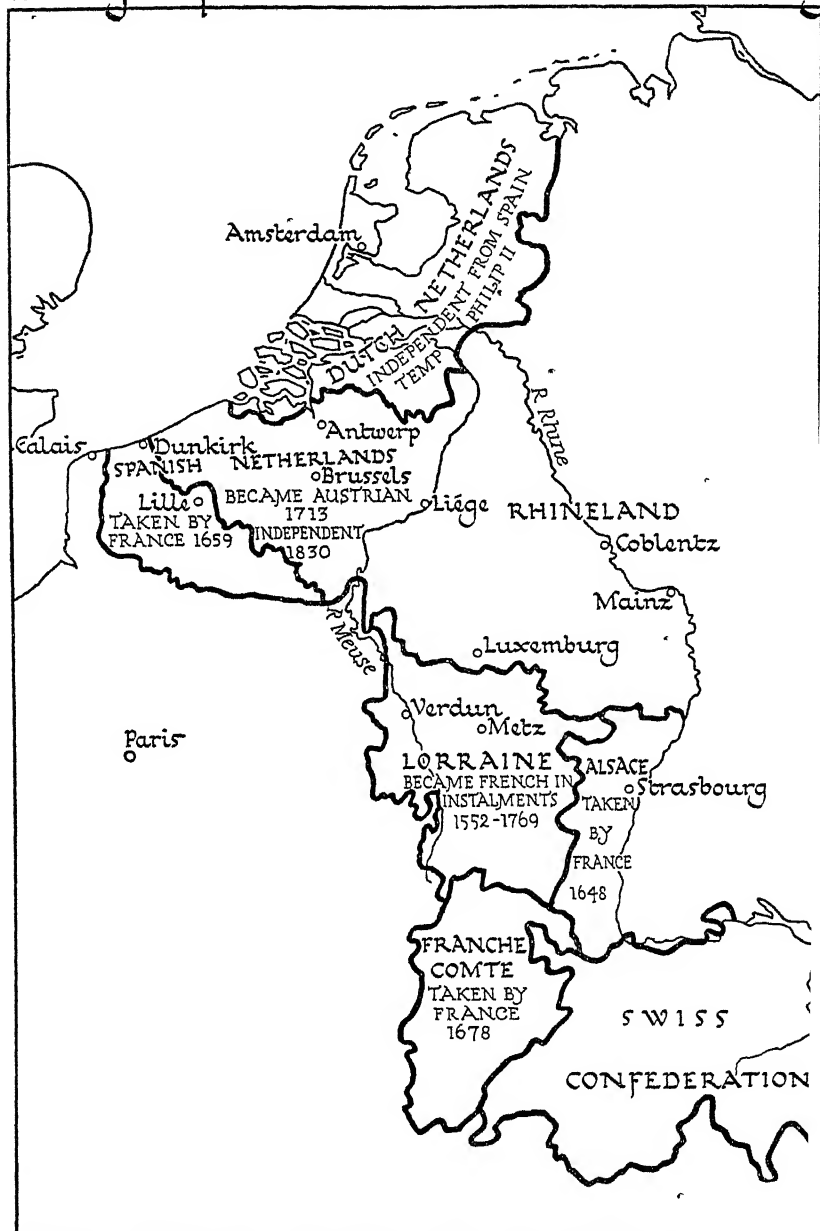 Amsterdam
DUTCH NETHERLANDS
INDEPENDENT FROM SPAIN
TEMP PHILIP II
R Rhine
Calais
Dunkirk
Antwerp
SPANISH NETHERLANDS
Brussels
Lille
BECAME AUSTRIAN
1713
INDEPENDENT
1830
TAKEN BY
FRANCE 1659
Liége
RHINELAND
Coblentz
Mainz
R Meuse
Luxemburg
Verdun
Metz
Paris
LORRAINE
BECAME FRENCH IN
INSTALMENTS
1552-1769
ALSACE
Strasbourg
TAKEN
BY
FRANCE
1648
FRANCHE
COMTE
TAKEN BY
FRANCE
1678
SWISS
CONFEDERATION